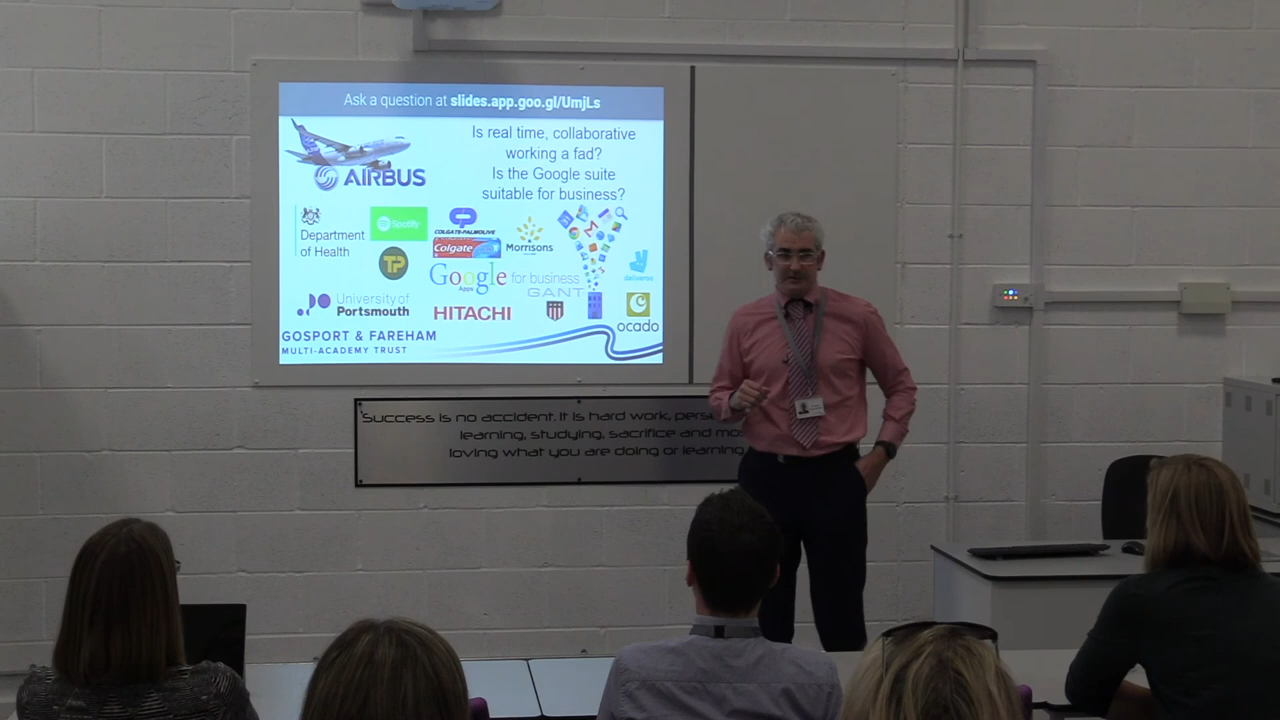 Ask a question at slides.app.goo.gl/UmjLs
Is real time, collaborative
working a fad?
Is the Google suite
suitable for business?
AIRBUS
Department
of Health
Spotify
COLGATE-PALMOLIVE
Colgate
Morrisons
TP
Google for business
Apps
deliveroo
GANT
University of
Portsmouth
HITACHI
ocado
GOSPORT & FAREHAM
MULTI-ACADEMY TRUST
"Success is no accident. It is hard work,
learning, studying, sacrifice and
loving what you are doing or learning